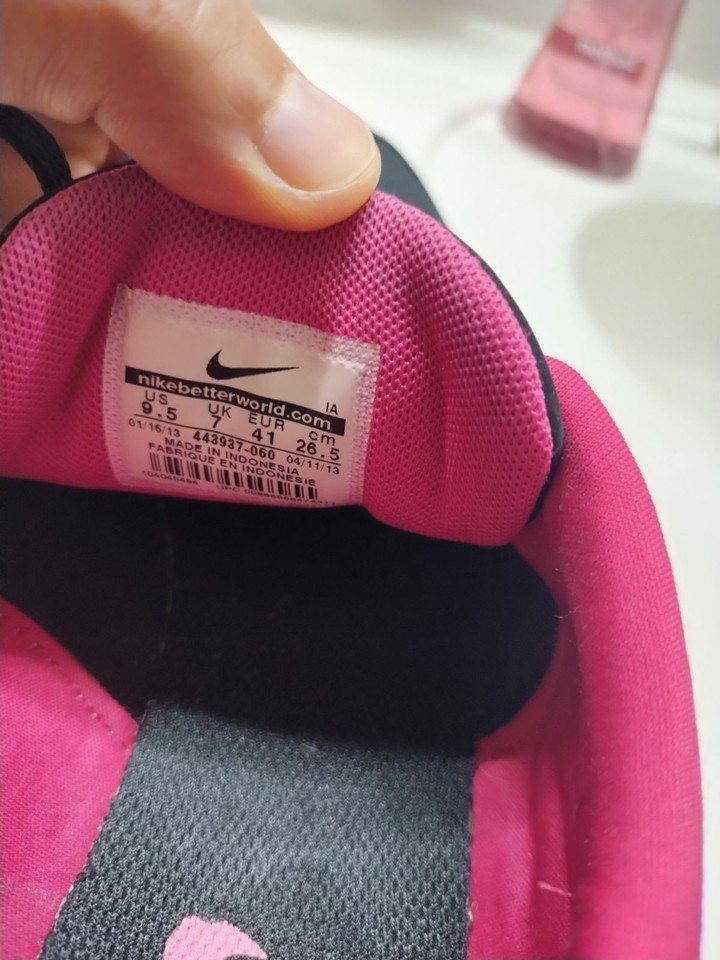 nikebetterworld.com
IA
US UK EUR cm
9.5 7 41 26.5
01/16/13 443937-060 04/11/13
MADE IN INDONESIA
FABRIQUE EN INDONESIE